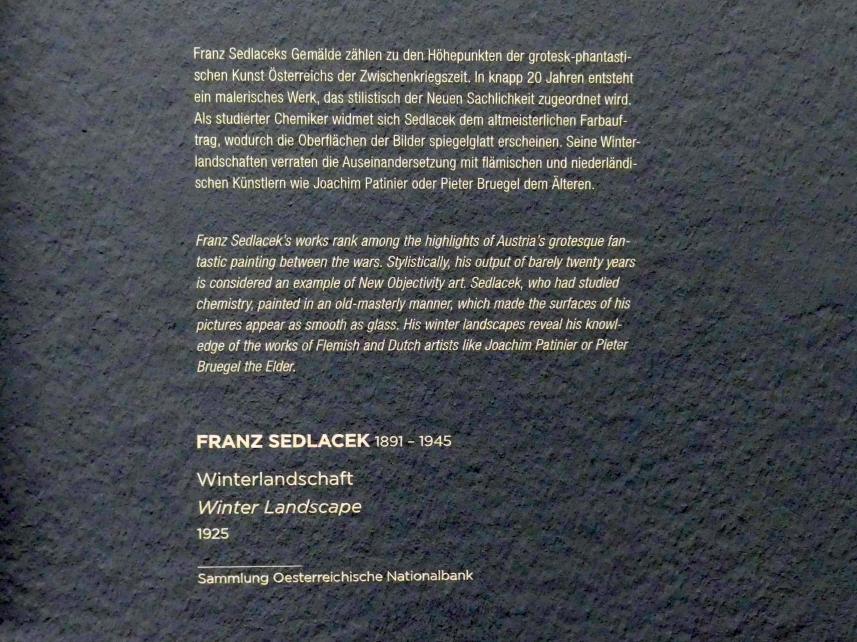 Franz Sedlaceks Gemälde zählen zu den Höhepunkten der grotesk-phantasti-
schen Kunst Österreichs der Zwischenkriegszeit. In knapp 20 Jahren entsteht
ein malerisches Werk, das stilistisch der Neuen Sachlichkeit zugeordnet wird.
Als studierter Chemiker widmet sich Sedlacek dem altmeisterlichen Farbauf-
trag, wodurch die Oberflächen der Bilder spiegelglatt erscheinen. Seine Winter-
landschaften verraten die Auseinandersetzung mit flämischen und niederländi-
schen Künstlern wie Joachim Patinier oder Pieter Bruegel dem Älteren.
Franz Sedlacek's works rank among the highlights of Austria's grotesque fan-
tastic painting between the wars. Stylistically, his output of barely twenty years
is considered an example of New Objectivity art. Sedlacek, who had studied
chemistry, painted in an old-masterly manner, which made the surfaces of his
pictures appear as smooth as glass. His winter landscapes reveal his knowl-
edge of the works of Flemish and Dutch artists like Joachim Patinier or Pieter
Bruegel the Elder.
FRANZ SEDLACEK 1891 – 1945
Winterlandschaft
Winter Landscape
1925
Sammlung Oesterreichische Nationalbank